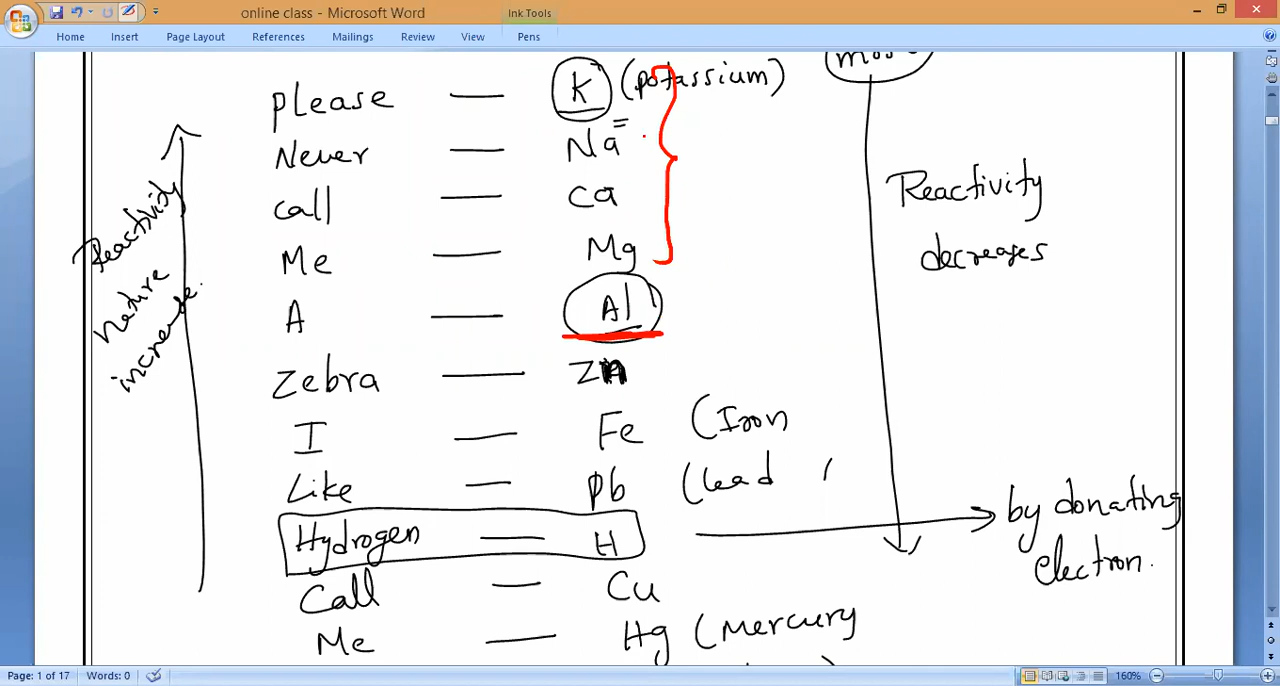 online class - Microsoft Word
Ink Tools
Home Insert Page Layout References Mailings Review View Pens
most
please — K (potassium)
Never — Na
call — Ca
Me — Mg
A — Al
Zebra — Zn
I — Fe (Iron
Like — Pb (lead (
Hydrogen — H
Call — Cu
Me — Hg (Mercury
Reactivity
Nature
increase.
Reactivity
decreases
by donating
electron.
Page: 1 of 17 Words: 0 160%